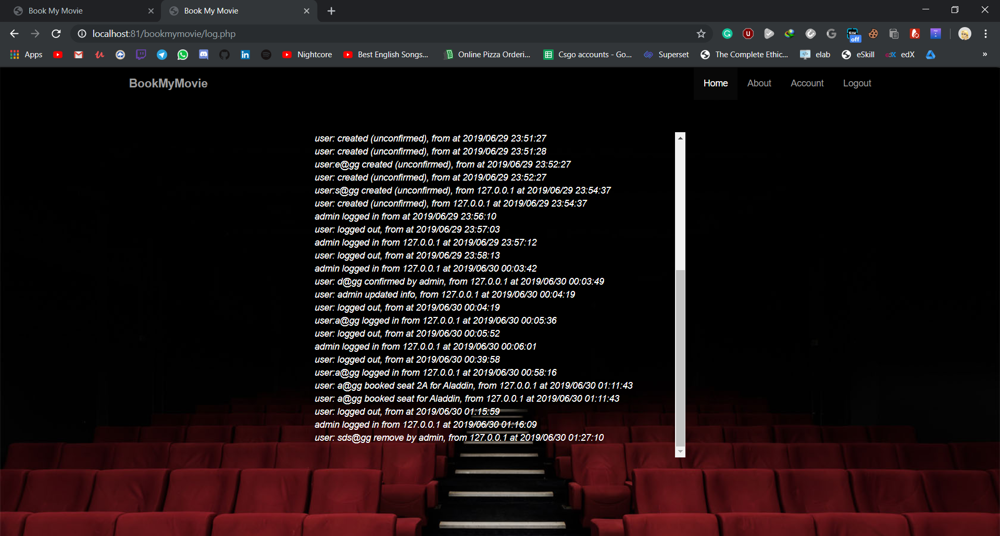 Book My Movie
Book My Movie
localhost:81/bookmymovie/log.php
off
Apps
Nightcore
Best English Songs...
Online Pizza Orderi...
Csgo accounts - Go...
Superset
The Complete Ethic...
elab
eSkill
edX
BookMyMovie
Home
About
Account
Logout
user: created (unconfirmed), from at 2019/06/29 23:51:27
user: created (unconfirmed), from at 2019/06/29 23:51:28
user:e@gg created (unconfirmed), from at 2019/06/29 23:52:27
user: created (unconfirmed), from at 2019/06/29 23:52:27
user:s@gg created (unconfirmed), from 127.0.0.1 at 2019/06/29 23:54:37
user: created (unconfirmed), from 127.0.0.1 at 2019/06/29 23:54:37
admin logged in from at 2019/06/29 23:56:10
user: logged out, from at 2019/06/29 23:57:03
admin logged in from 127.0.0.1 at 2019/06/29 23:57:12
user: logged out, from at 2019/06/29 23:58:13
admin logged in from 127.0.0.1 at 2019/06/30 00:03:42
user: d@gg confirmed by admin, from 127.0.0.1 at 2019/06/30 00:03:49
user: admin updated info, from 127.0.0.1 at 2019/06/30 00:04:19
user: logged out, from at 2019/06/30 00:04:19
user:a@gg logged in from 127.0.0.1 at 2019/06/30 00:05:36
user: logged out, from at 2019/06/30 00:05:52
admin logged in from 127.0.0.1 at 2019/06/30 00:06:01
user: logged out, from at 2019/06/30 00:39:58
user:a@gg logged in from 127.0.0.1 at 2019/06/30 00:58:16
user: a@gg booked seat 2A for Aladdin, from 127.0.0.1 at 2019/06/30 01:11:43
user: a@gg booked seat for Aladdin, from 127.0.0.1 at 2019/06/30 01:11:43
user: logged out, from at 2019/06/30 01:15:59
admin logged in from 127.0.0.1 at 2019/06/30 01:16:09
user: sds@gg remove by admin, from 127.0.0.1 at 2019/06/30 01:27:10